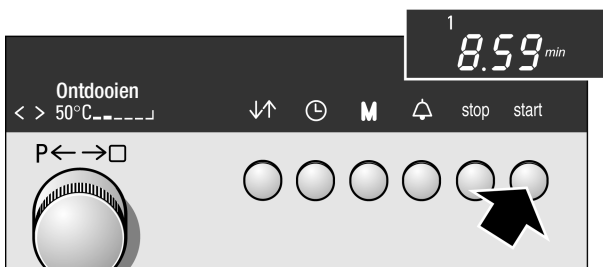 1
8.59 min
Ontdooien
< > 50°C
M stop start
P← →□